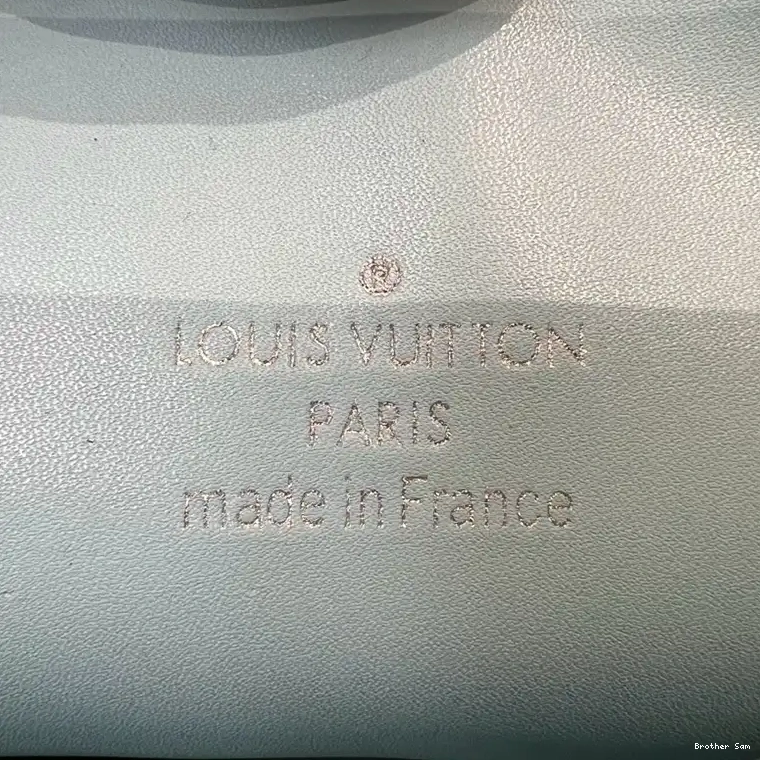 ®
LOUIS VUITTON
PARIS
made in France
Brother Sam